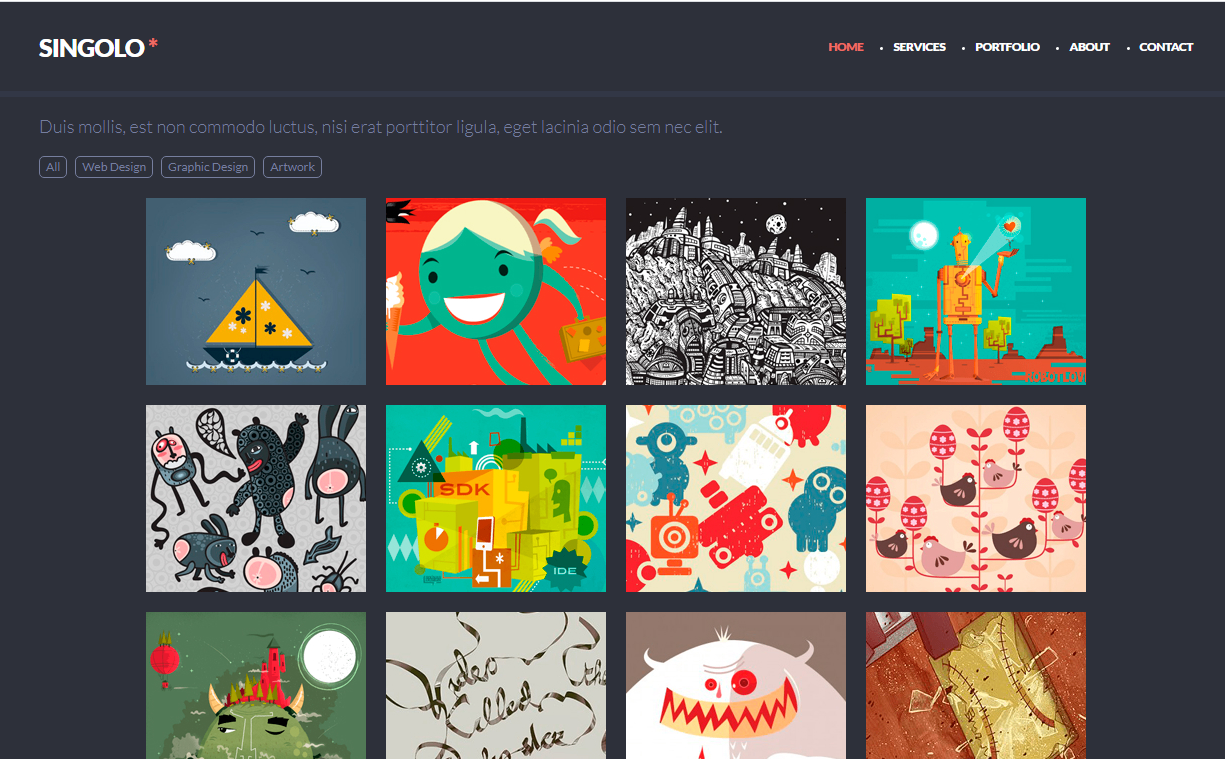 SINGOLO*
HOME • SERVICES • PORTFOLIO • ABOUT • CONTACT
Duis mollis, est non commodo luctus, nisi erat porttitor ligula, eget lacinia odio sem nec elit.
All Web Design Graphic Design Artwork
SDK
IDE
Called